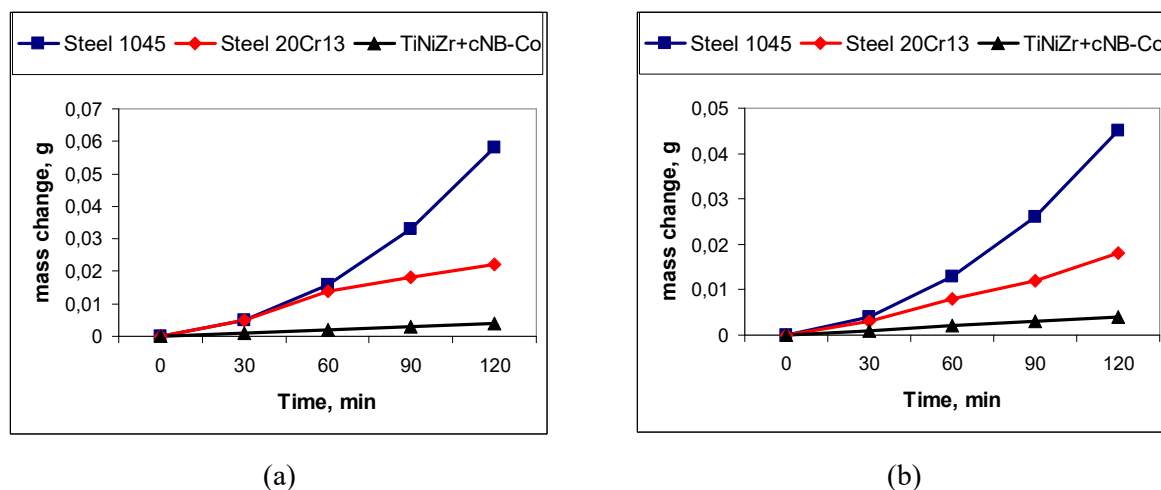 Steel 1045 Steel 20Cr13 TiNiZr+cNB-Co
0,07
0,06
0,05
0,04
0,03
0,02
0,01
0
mass change, g
0 30 60 90 120
Time, min
(a)
Steel 1045 Steel 20Cr13 TiNiZr+cNB-Co
0,05
0,04
0,03
0,02
0,01
0
mass change, g
0 30 60 90 120
Time, min
(b)